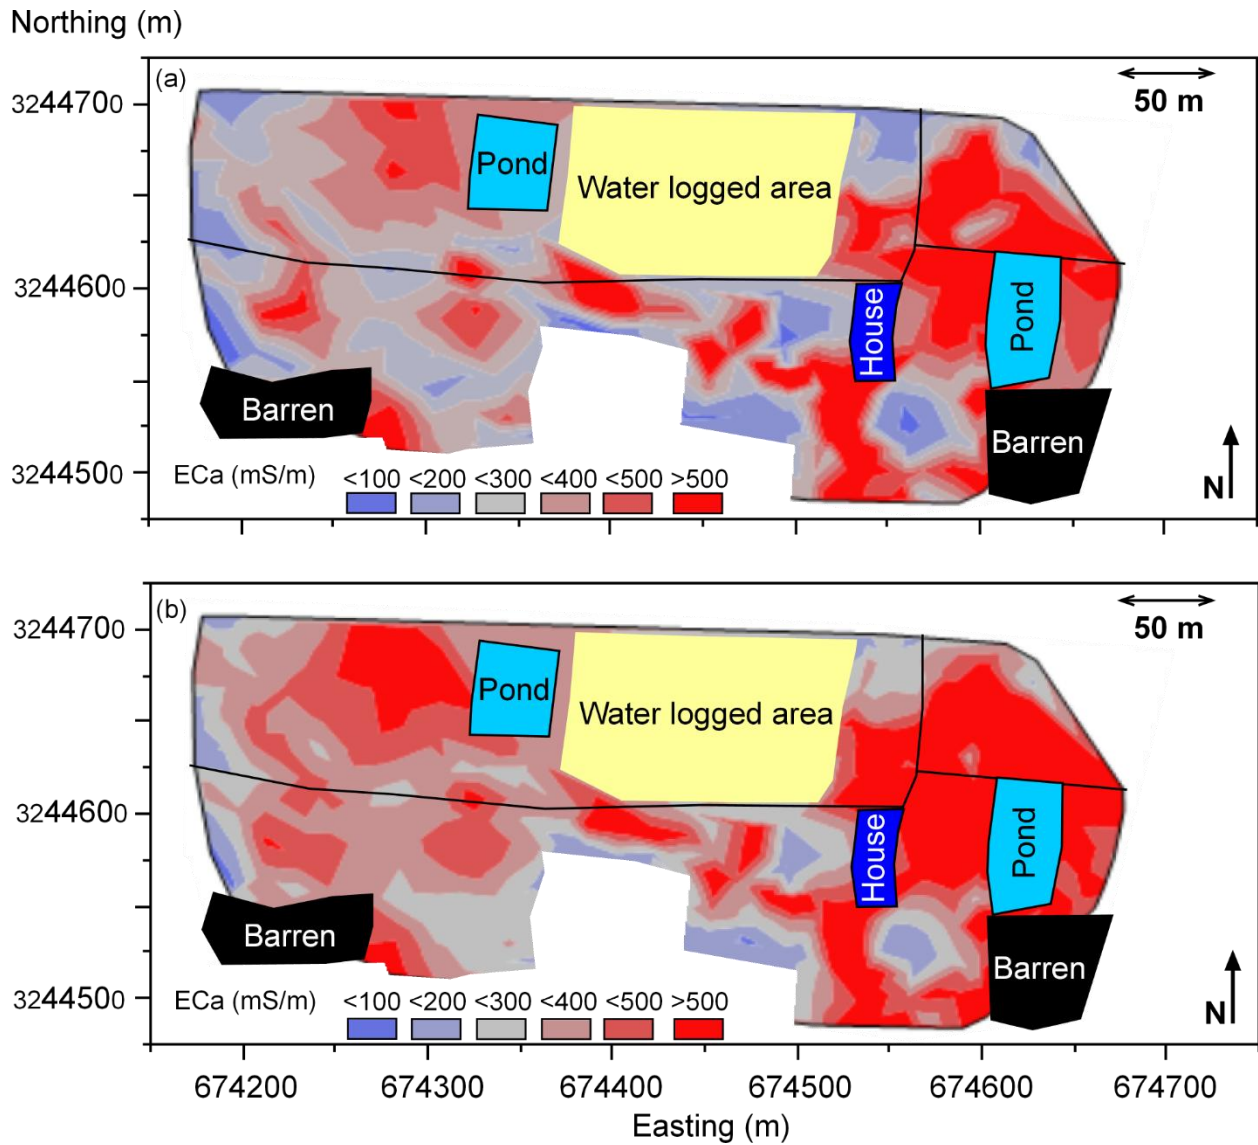 Northing (m)
(a)
50 m
3244700
Pond
Water logged area
3244600
House
Pond
Barren
Barren
3244500
ECa (mS/m)
<100 <200 <300 <400 <500 >500
N
(b)
50 m
3244700
Pond
Water logged area
3244600
House
Pond
Barren
Barren
3244500
ECa (mS/m)
<100 <200 <300 <400 <500 >500
N
674200 674300 674400 674500 674600 674700
Easting (m)